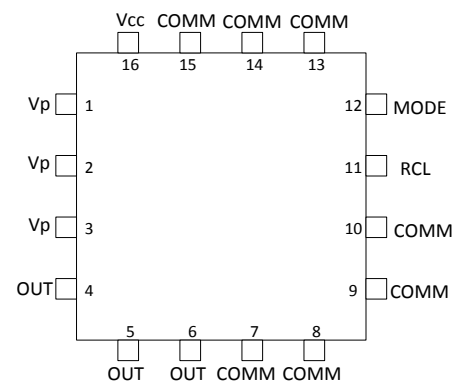 Vcc COMM COMM COMM
16 15 14 13
Vp 1 12 MODE
Vp 2 11 RCL
Vp 3 10 COMM
OUT 4 9 COMM
5 6 7 8
OUT OUT COMM COMM